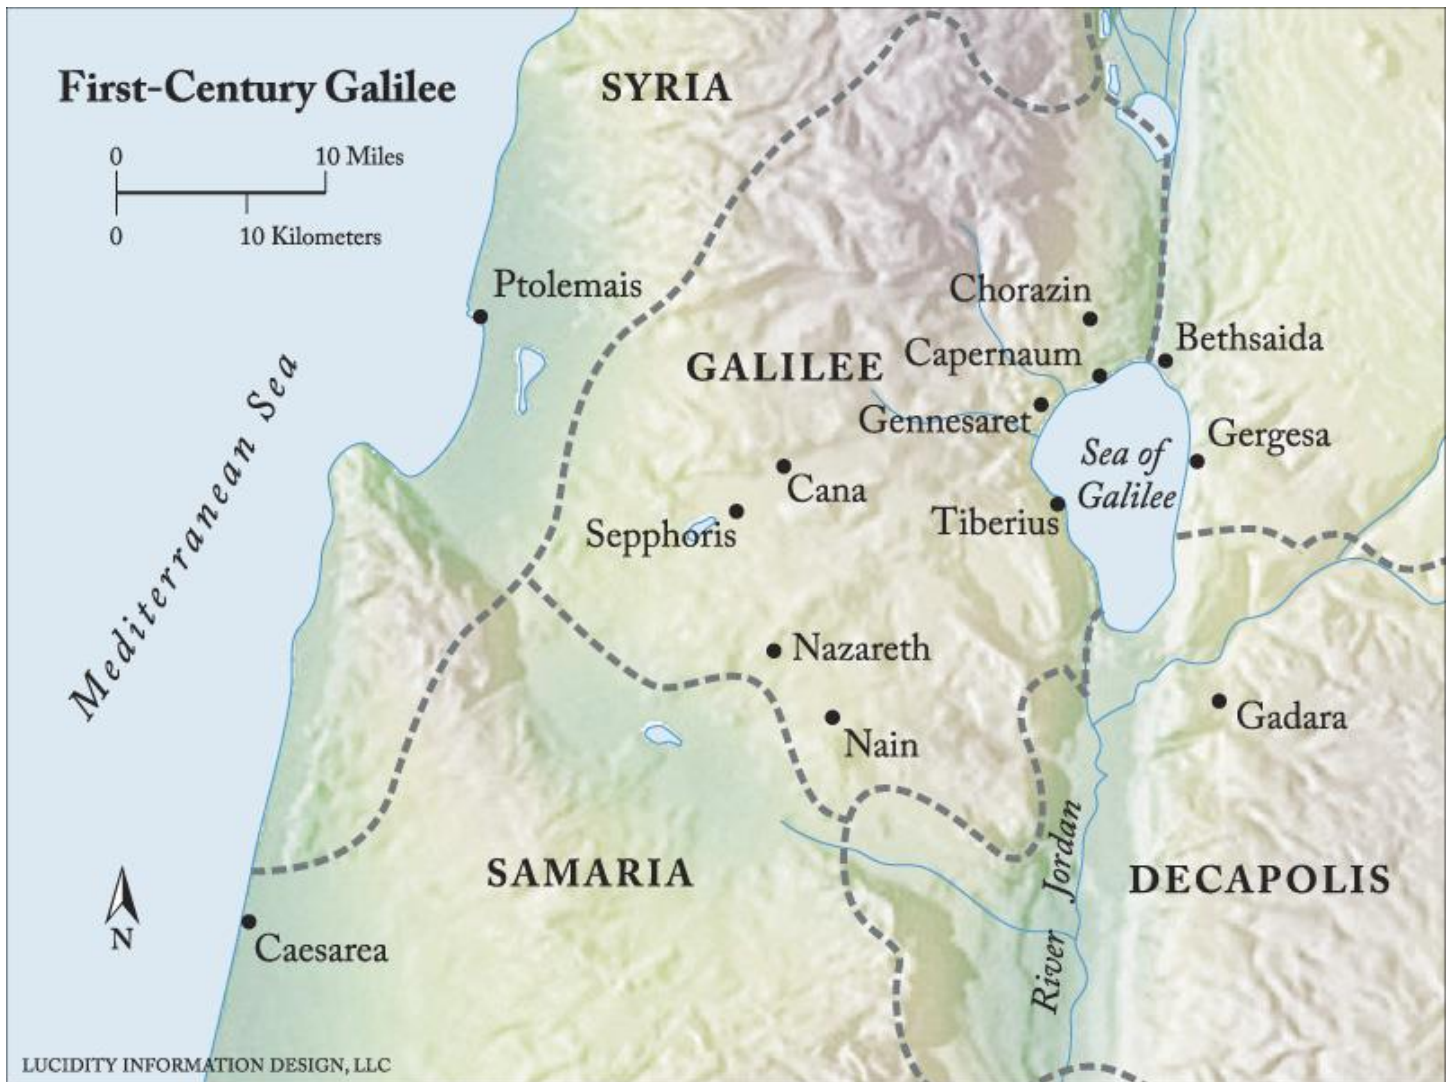 First-Century Galilee
0 10 Miles
0 10 Kilometers
SYRIA
Ptolemais
Chorazin
Bethsaida
Capernaum
GALILEE
Gennesaret
Gergesa
Sea of
Galilee
Cana
Sepphoris
Tiberius
Mediterranean Sea
Nazareth
Nain
Gadara
SAMARIA
DECAPOLIS
River Jordan
N
Caesarea
LUCIDITY INFORMATION DESIGN, LLC